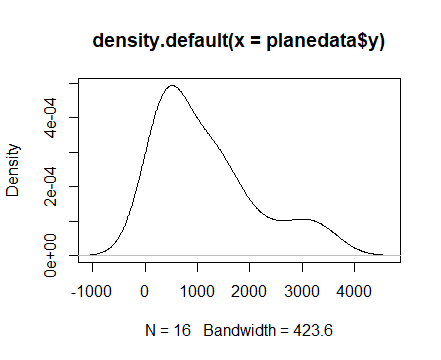 density.default(x = planedata$y)
Density
0e+00
2e-04
4e-04
-1000 0 1000 2000 3000 4000
N = 16 Bandwidth = 423.6